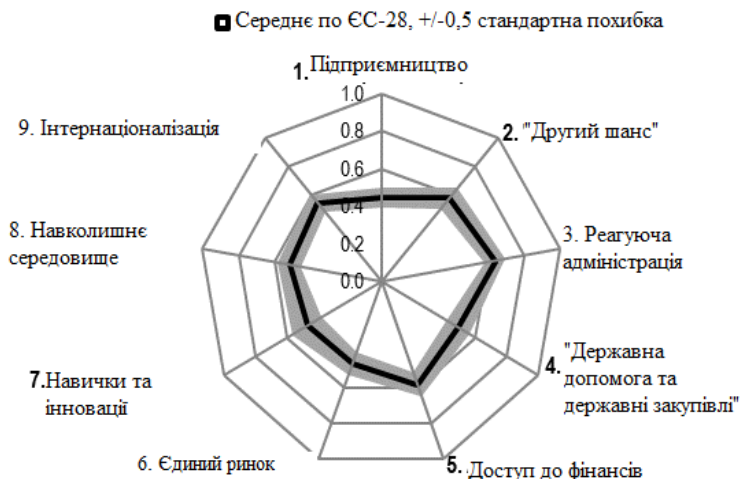 Середнє по ЄС-28, +/-0,5 стандартна похибка
1. Підприємництво
1.0
0.8
0.6
0.4
0.2
0.0
2. "Другий шанс"
3. Реагуюча
адміністрація
4. "Державна
допомога та
державні закупівлі"
5. Доступ до фінансів
6. Єдиний ринок
7.Навички та
інновації
8. Навколишнє
середовище
9. Інтернаціоналізація